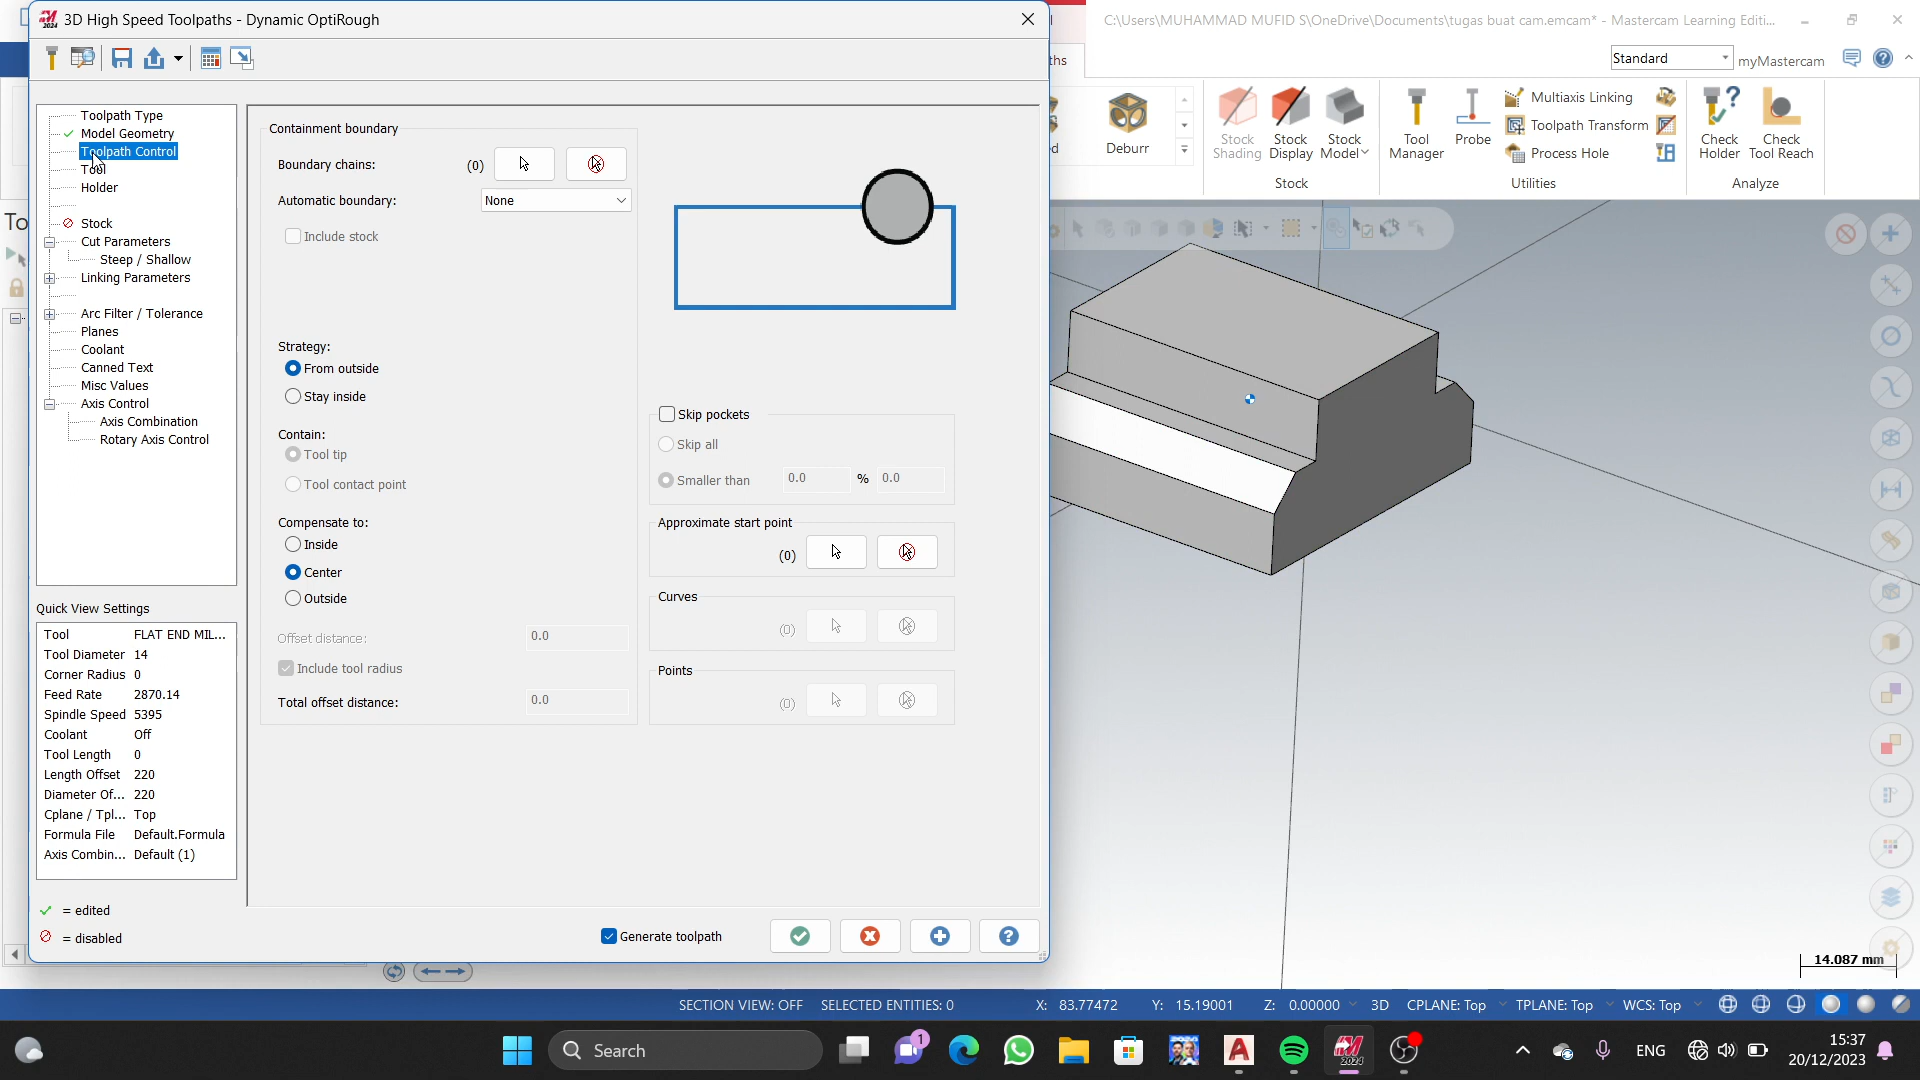 3D High Speed Toolpaths - Dynamic OptiRough
C:\Users\MUHAMMAD MUFID S\OneDrive\Documents\tugas buat cam.emcam* - Mastercam Learning Editi...
2024
Standard
myMastercam
Toolpath Type
Model Geometry
Toolpath Control
Tool
Holder
Stock
Cut Parameters
Steep / Shallow
Linking Parameters
Arc Filter / Tolerance
Planes
Coolant
Canned Text
Misc Values
Axis Control
Axis Combination
Rotary Axis Control
Quick View Settings
Tool FLAT END MIL...
Tool Diameter 14
Corner Radius 0
Feed Rate 2870.14
Spindle Speed 5395
Coolant Off
Tool Length 0
Length Offset 220
Diameter Of... 220
Cplane / Tpl... Top
Formula File Default.Formula
Axis Combin... Default (1)
= edited
= disabled
Containment boundary
Boundary chains: (0)
Automatic boundary: None
Include stock
Strategy:
From outside
Stay inside
Contain:
Tool tip
Tool contact point
Compensate to:
Inside
Center
Outside
Offset distance: 0.0
Include tool radius
Total offset distance: 0.0
Skip pockets
Skip all
Smaller than 0.0 % 0.0
Approximate start point
(0)
Curves
(0)
Points
(0)
Generate toolpath
ths
ed
Deburr
Stock Shading
Stock Display
Stock Model
Stock
Tool Manager
Probe
Multiaxis Linking
Toolpath Transform
Process Hole
Utilities
Check Holder
Check Tool Reach
Analyze
To
14.087 mm
SECTION VIEW: OFF SELECTED ENTITIES: 0 X: 83.77472 Y: 15.19001 Z: 0.00000 3D CPLANE: Top TPLANE: Top WCS: Top
Search
1
2024
ENG
15:37
20/12/2023